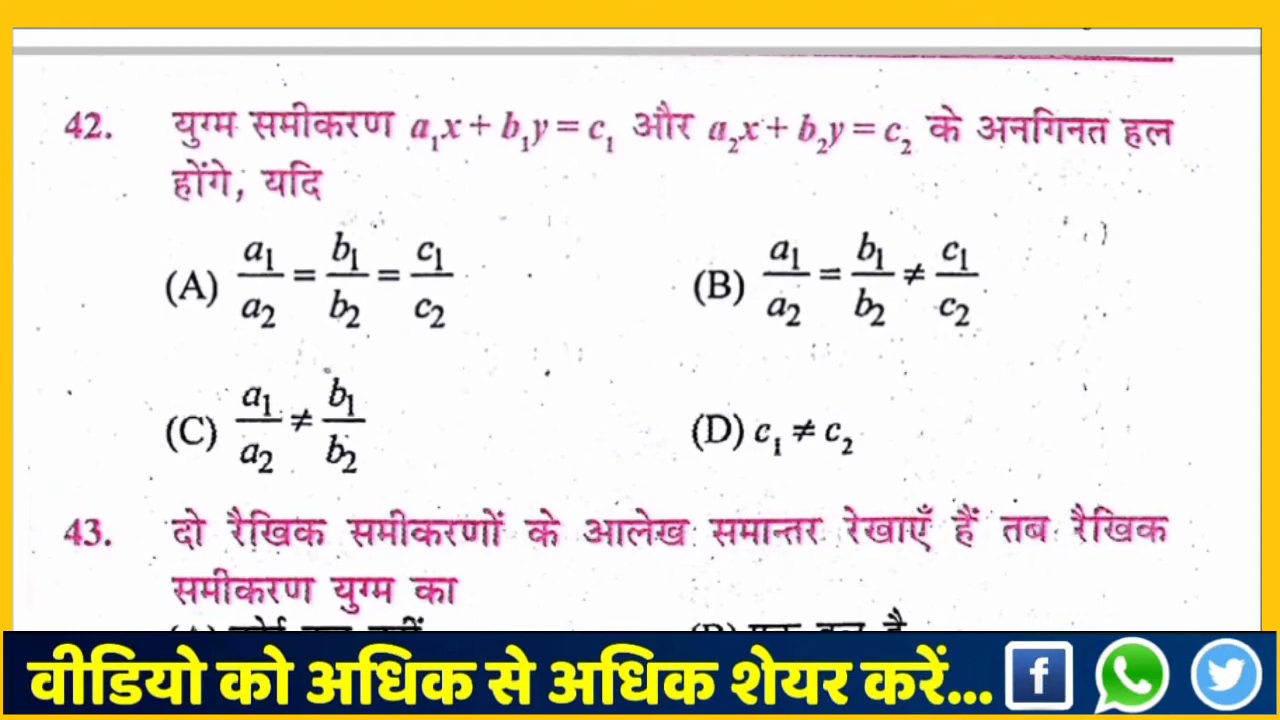 42. युग्म समीकरण a₁x + b₁y = c₁ और a₂x + b₂y = c₂ के अनगिनत हल
होंगे, यदि
(A) a₁/a₂ = b₁/b₂ = c₁/c₂ (B) a₁/a₂ = b₁/b₂ ≠ c₁/c₂
(C) a₁/a₂ ≠ b₁/b₂ (D) c₁ ≠ c₂
43. दो रैखिक समीकरणों के आलेख समान्तर रेखाएँ हैं तब रैखिक
समीकरण युग्म का
वीडियो को अधिक से अधिक शेयर करें...